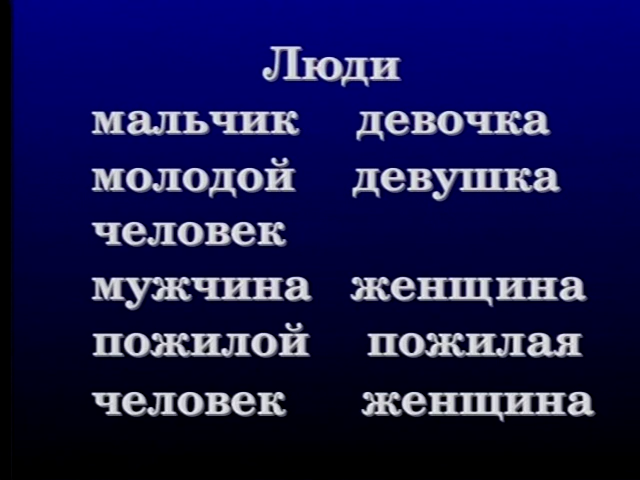 Люди
мальчик девочка
молодой девушка
человек
мужчина женщина
пожилой пожилая
человек женщина